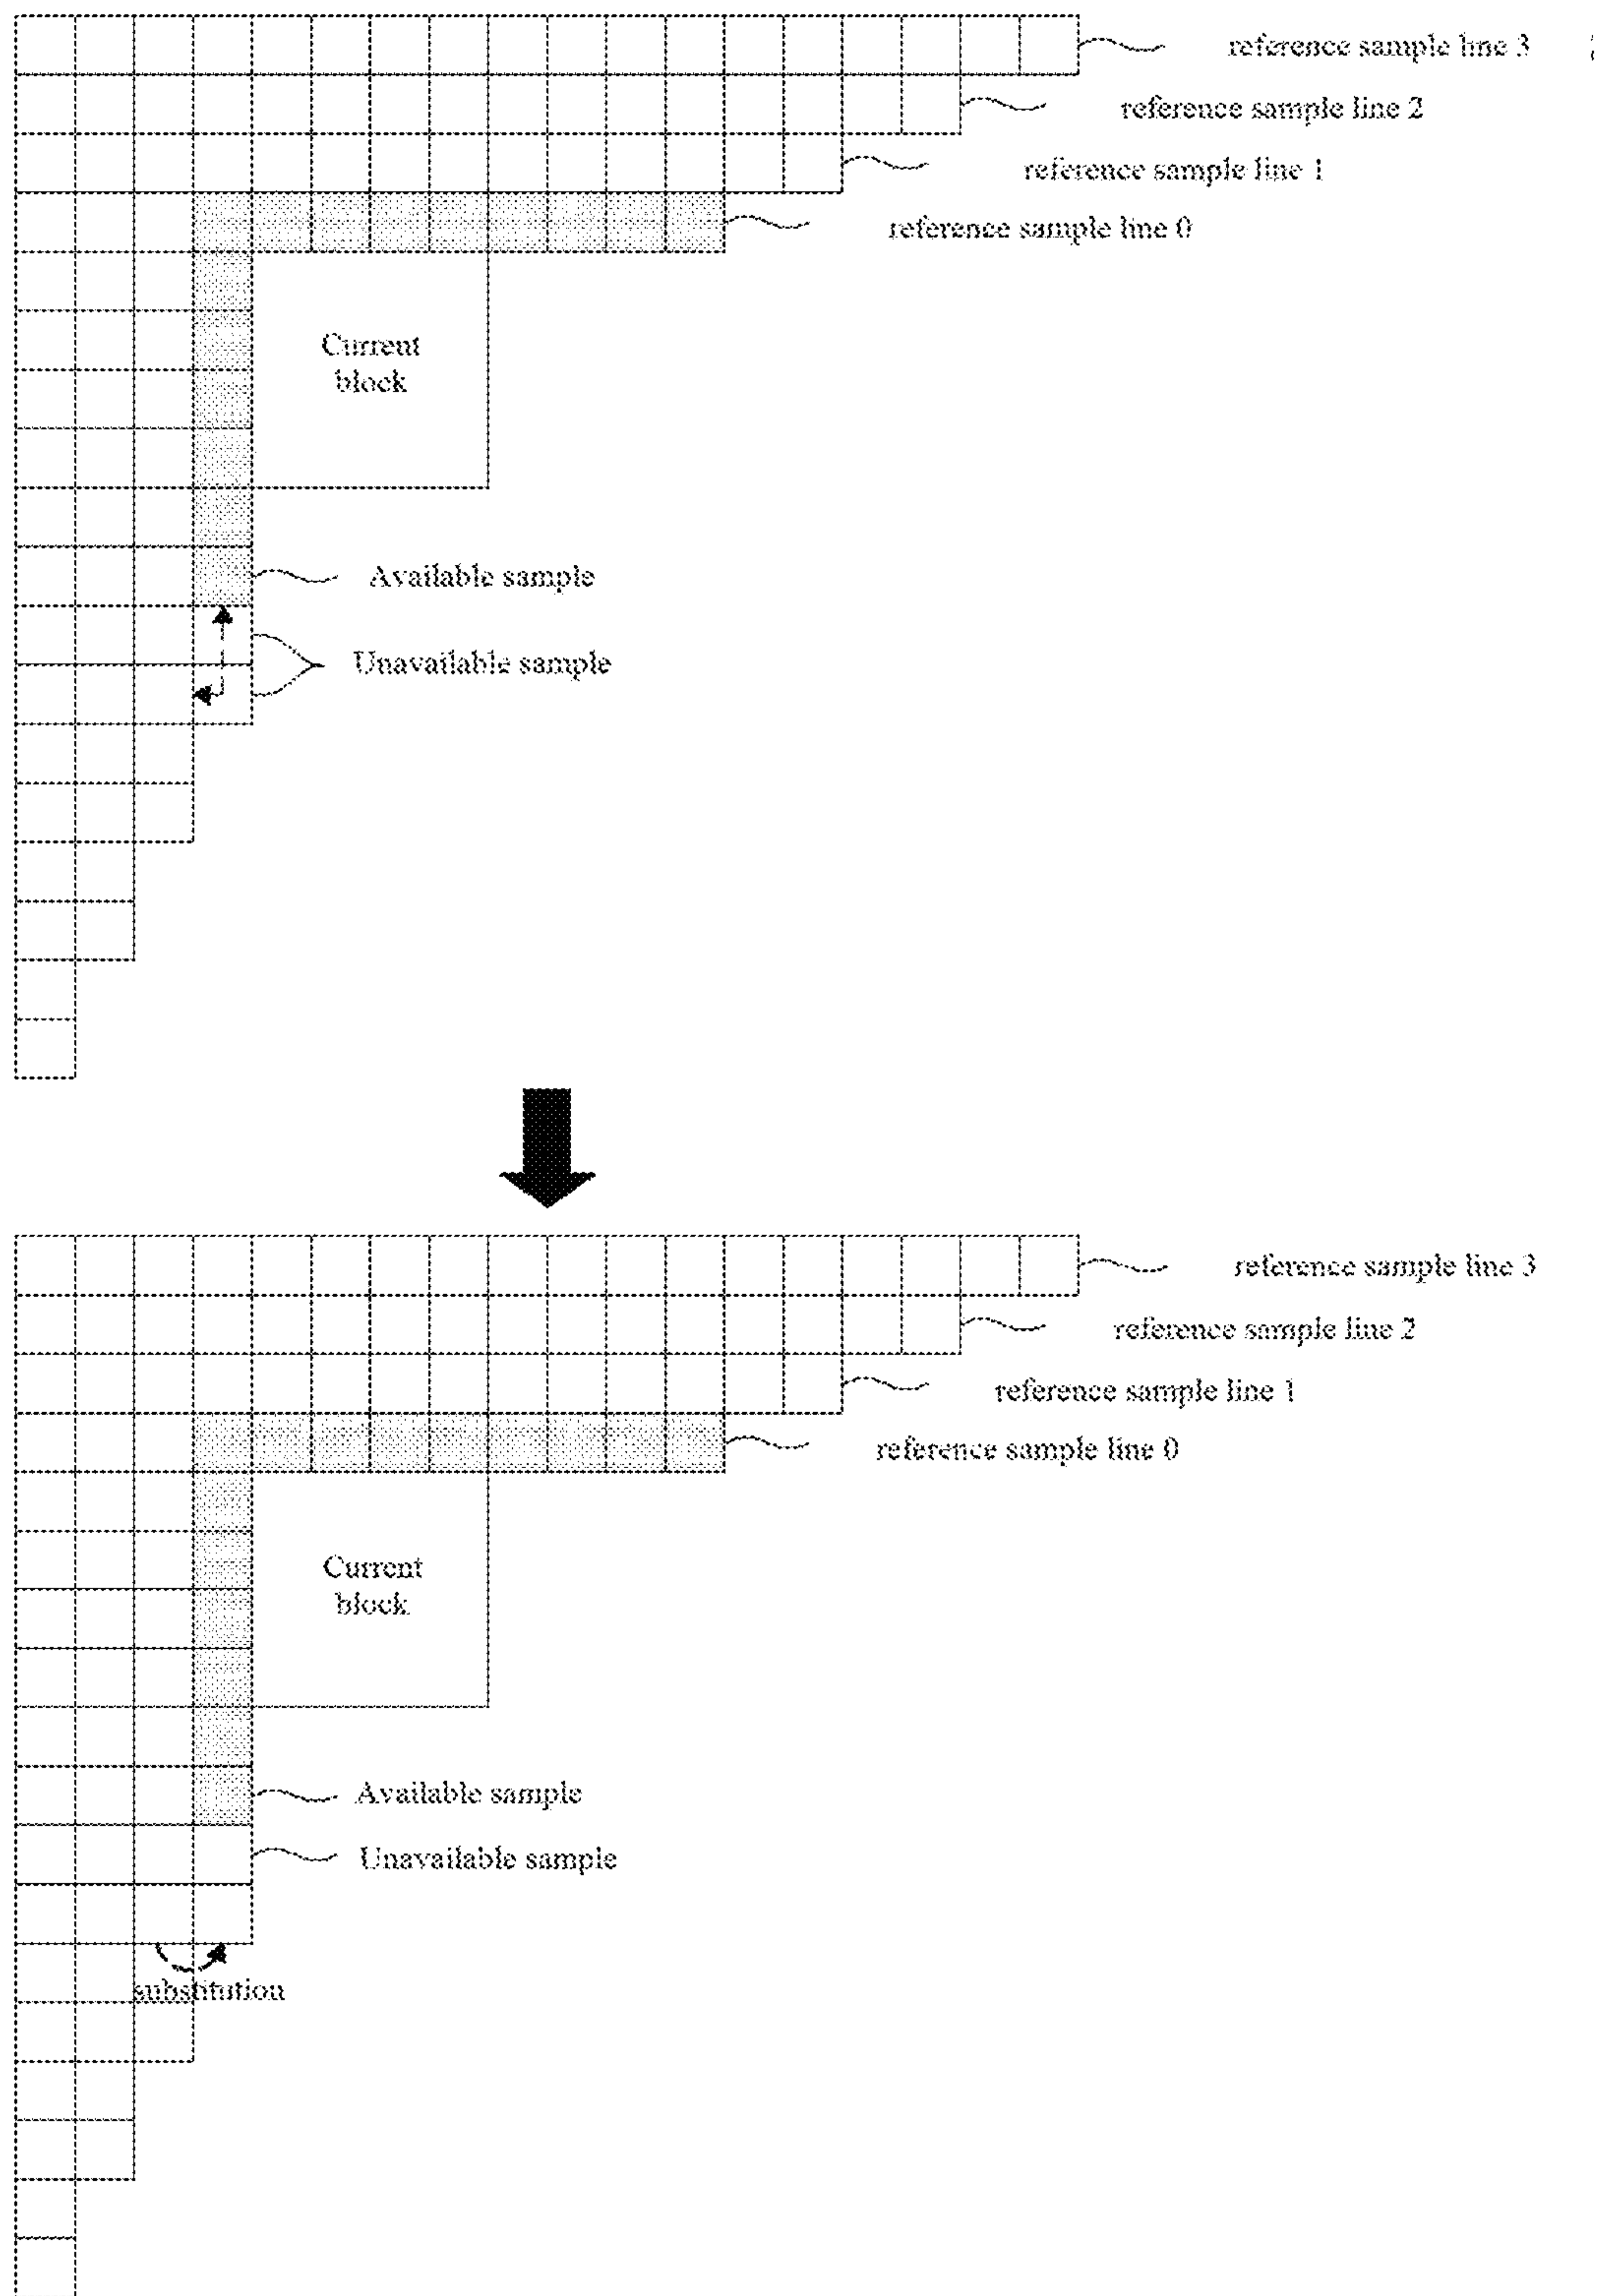 reference sample line 3
reference sample line 2
reference sample line 1
reference sample line 0
Current
block
Available sample
Unavailable sample
reference sample line 3
reference sample line 2
reference sample line 1
reference sample line 0
Current
block
Available sample
Unavailable sample
substitution